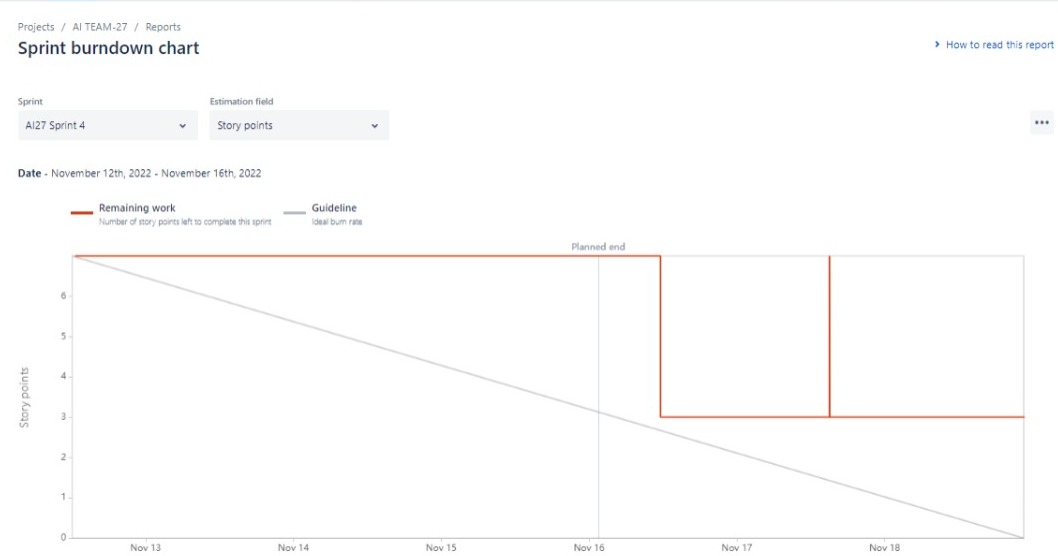 Projects / AI TEAM-27 / Reports
Sprint burndown chart
How to read this report
Sprint
Estimation field
AI27 Sprint 4
Story points
•••
Date - November 12th, 2022 - November 16th, 2022
Remaining work
Number of story points left to complete this sprint
Guideline
Ideal burn rate
Planned end
Story points
6
5
4
3
2
1
0
Nov 13
Nov 14
Nov 15
Nov 16
Nov 17
Nov 18